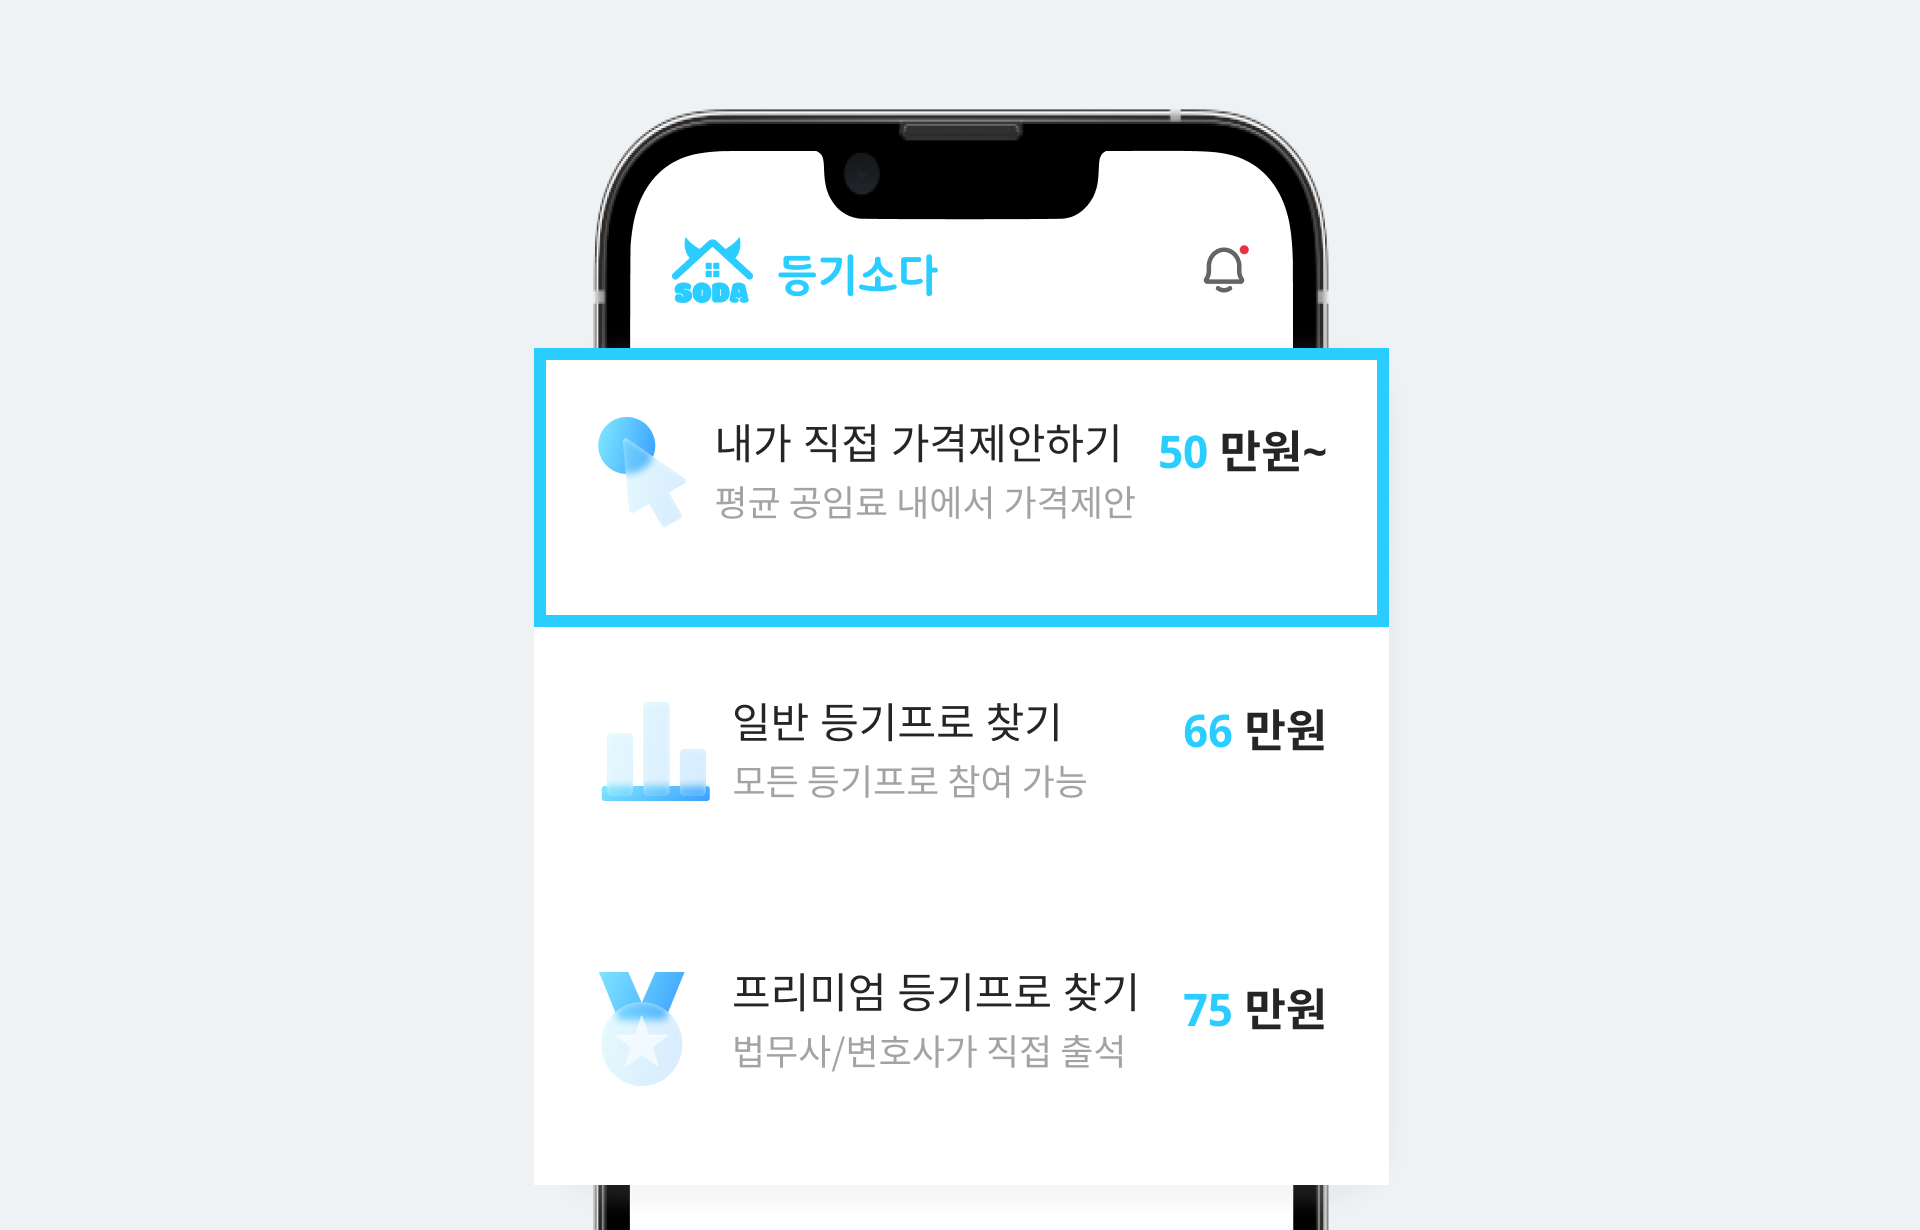 SODA 등기소다
내가 직접 가격제안하기 50 만원~
평균 공임료 내에서 가격제안
일반 등기프로 찾기 66 만원
모든 등기프로 참여 가능
프리미엄 등기프로 찾기 75 만원
법무사/변호사가 직접 출석